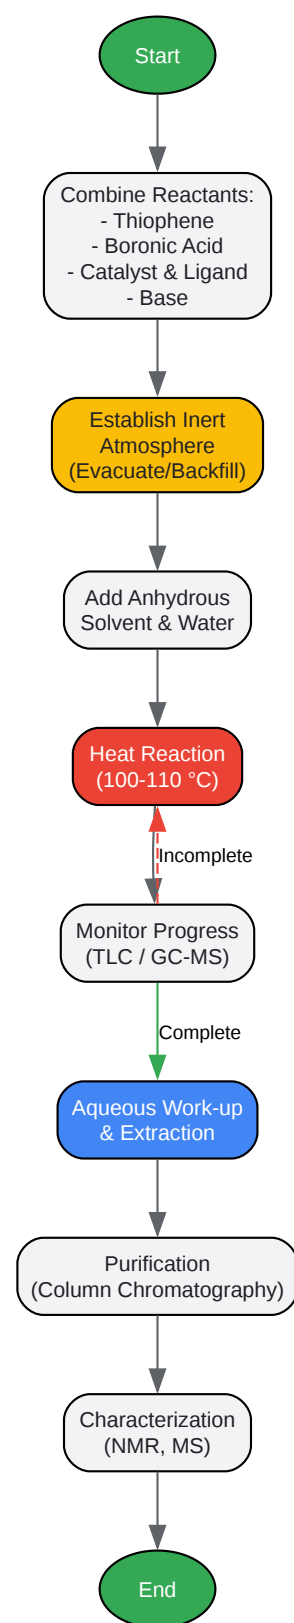 Start
Combine Reactants:
- Thiophene
- Boronic Acid
- Catalyst & Ligand
- Base
Establish Inert
Atmosphere
(Evacuate/Backfill)
Add Anhydrous
Solvent & Water
Heat Reaction
(100-110 °C)
Incomplete
Monitor Progress
(TLC / GC-MS)
Complete
Aqueous Work-up
& Extraction
Purification
(Column Chromatography)
Characterization
(NMR, MS)
End